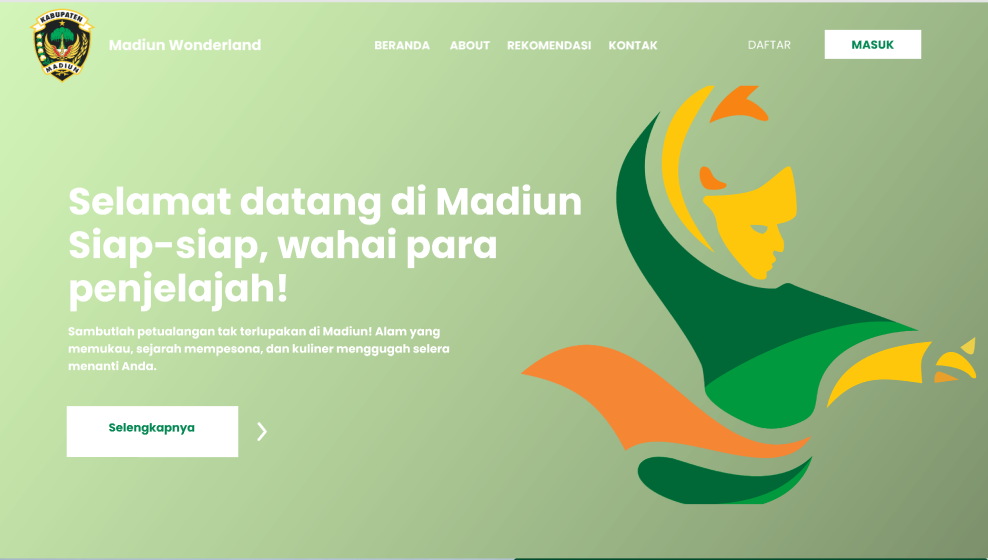 KABUPATEN
MADIUN
Madiun Wonderland
BERANDA
ABOUT
REKOMENDASI
KONTAK
DAFTAR
MASUK
Selamat datang di Madiun
Siap-siap, wahai para
penjelajah!
Sambutlah petualangan tak terlupakan di Madiun! Alam yang
memukau, sejarah mempesona, dan kuliner menggugah selera
menanti Anda.
Selengkapnya